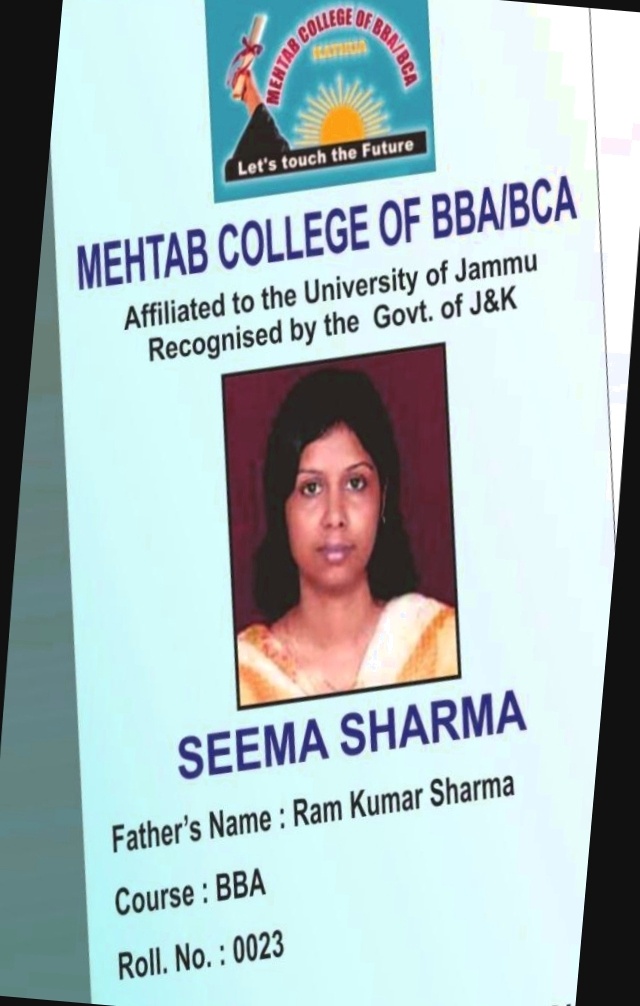 MEHTAB COLLEGE OF BBA/BCA
KATHUA
Let's touch the Future
MEHTAB COLLEGE OF BBA/BCA
Affiliated to the University of Jammu
Recognised by the Govt. of J&K
SEEMA SHARMA
Father's Name : Ram Kumar Sharma
Course : BBA
Roll. No. : 0023